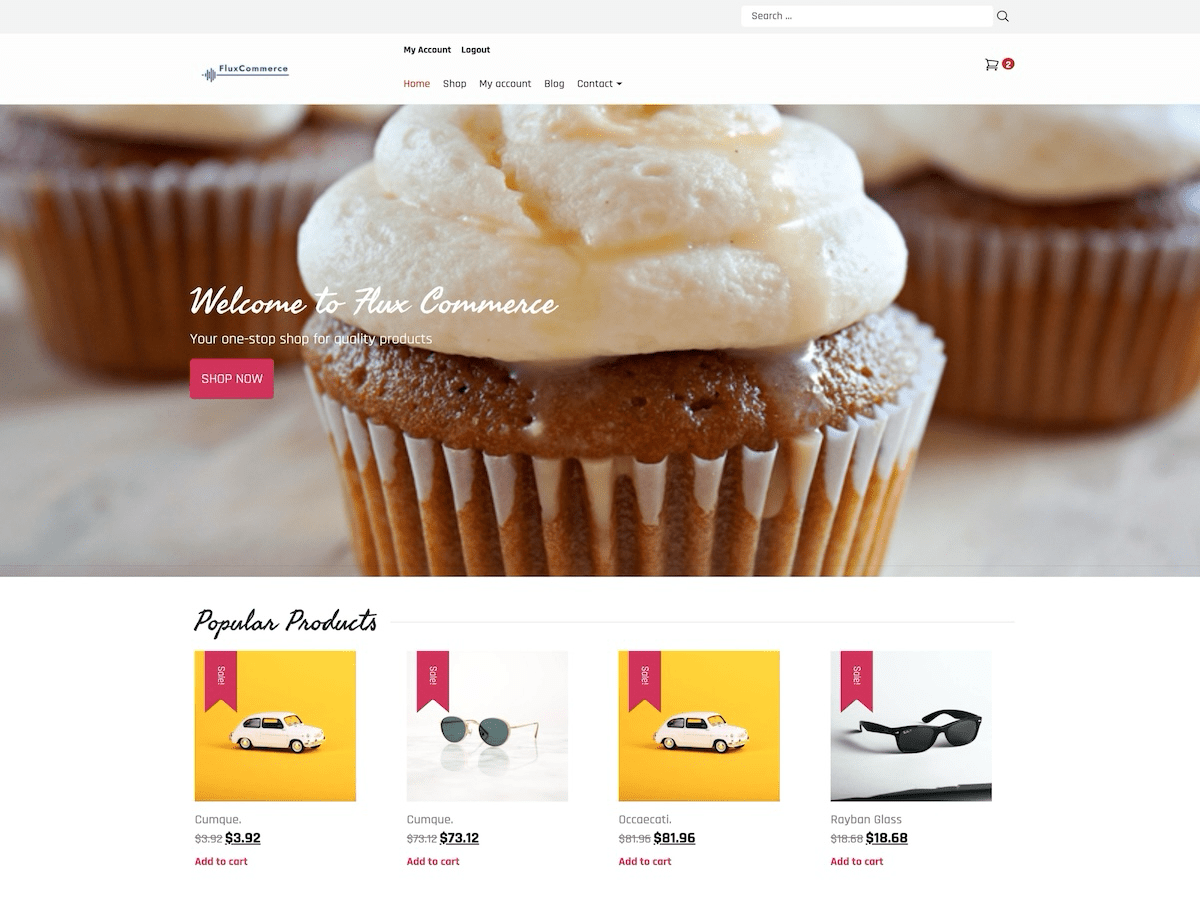 Search ...
My Account Logout
FluxCommerce
2
Home Shop My account Blog Contact
Welcome to Flux Commerce
Your one-stop shop for quality products
SHOP NOW
Popular Products
Sale! Sale! Sale! Sale!
Cumque. Cumque. Occaecati. Rayban Glass
$3.92 $3.92 $73.12 $73.12 $81.96 $81.96 $18.68 $18.68
Add to cart Add to cart Add to cart Add to cart